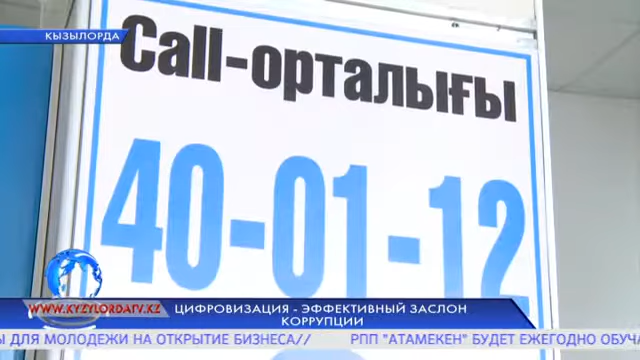 КЫЗЫЛОРДА
Call-орталығы
40-01-12
WWW.KYZYLORDATV.KZ
ЦИФРОВИЗАЦИЯ - ЭФФЕКТИВНЫЙ ЗАСЛОН
КОРРУПЦИИ
Ы ДЛЯ МОЛОДЕЖИ НА ОТКРЫТИЕ БИЗНЕСА// РПП "АТАМЕКЕН" БУДЕТ ЕЖЕГОДНО ОБУЧА